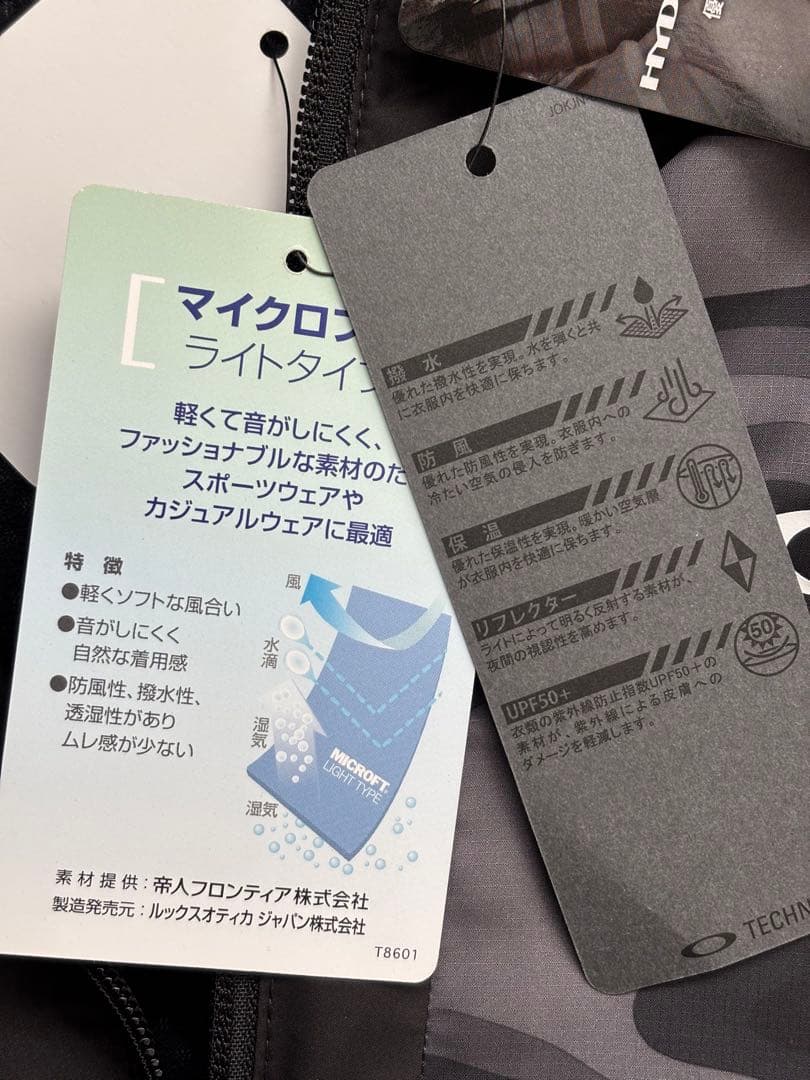 マイクロ
ライトタイプ
軽くて音がしにくく、
ファッショナブルな素材のた
スポーツウェアや
カジュアルウェアに最適
特 徴
●軽くソフトな風合い
●音がしにくく
自然な着用感
●防風性、撥水性、
透湿性があり
ムレ感が少ない
風
水滴
湿気
湿気
MICROFT.
LIGHT TYPE
素材提供：帝人フロンティア株式会社
製造発売元：ルックスオティカ ジャパン株式会社
T8601
HYD
優
JOKJN
撥 水
優れた撥水性を実現。水を弾くと共
に衣服内を快適に保ちます。
防 風
優れた防風性を実現。衣服内への
冷たい空気の侵入を防ぎます。
保 温
優れた保温性を実現。暖かい空気層
が衣服内を快適に保ちます。
リフレクター
ライトによって明るく反射する素材が、
夜間の視認性を高めます。
UPF50+
衣類の紫外線防止指数UPF50+の
素材が、紫外線による皮膚への
ダメージを軽減します。
50
TECHN